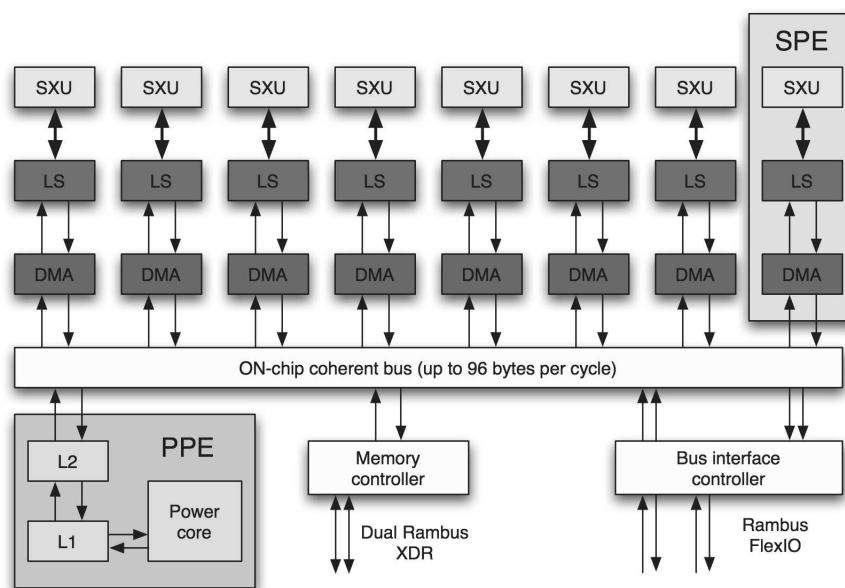 SPE
SXU SXU SXU SXU SXU SXU SXU SXU
LS LS LS LS LS LS LS LS
DMA DMA DMA DMA DMA DMA DMA DMA
ON-chip coherent bus (up to 96 bytes per cycle)
PPE
L2
Power
core
L1
Memory
controller
Dual Rambus
XDR
Bus interface
controller
Rambus
FlexIO